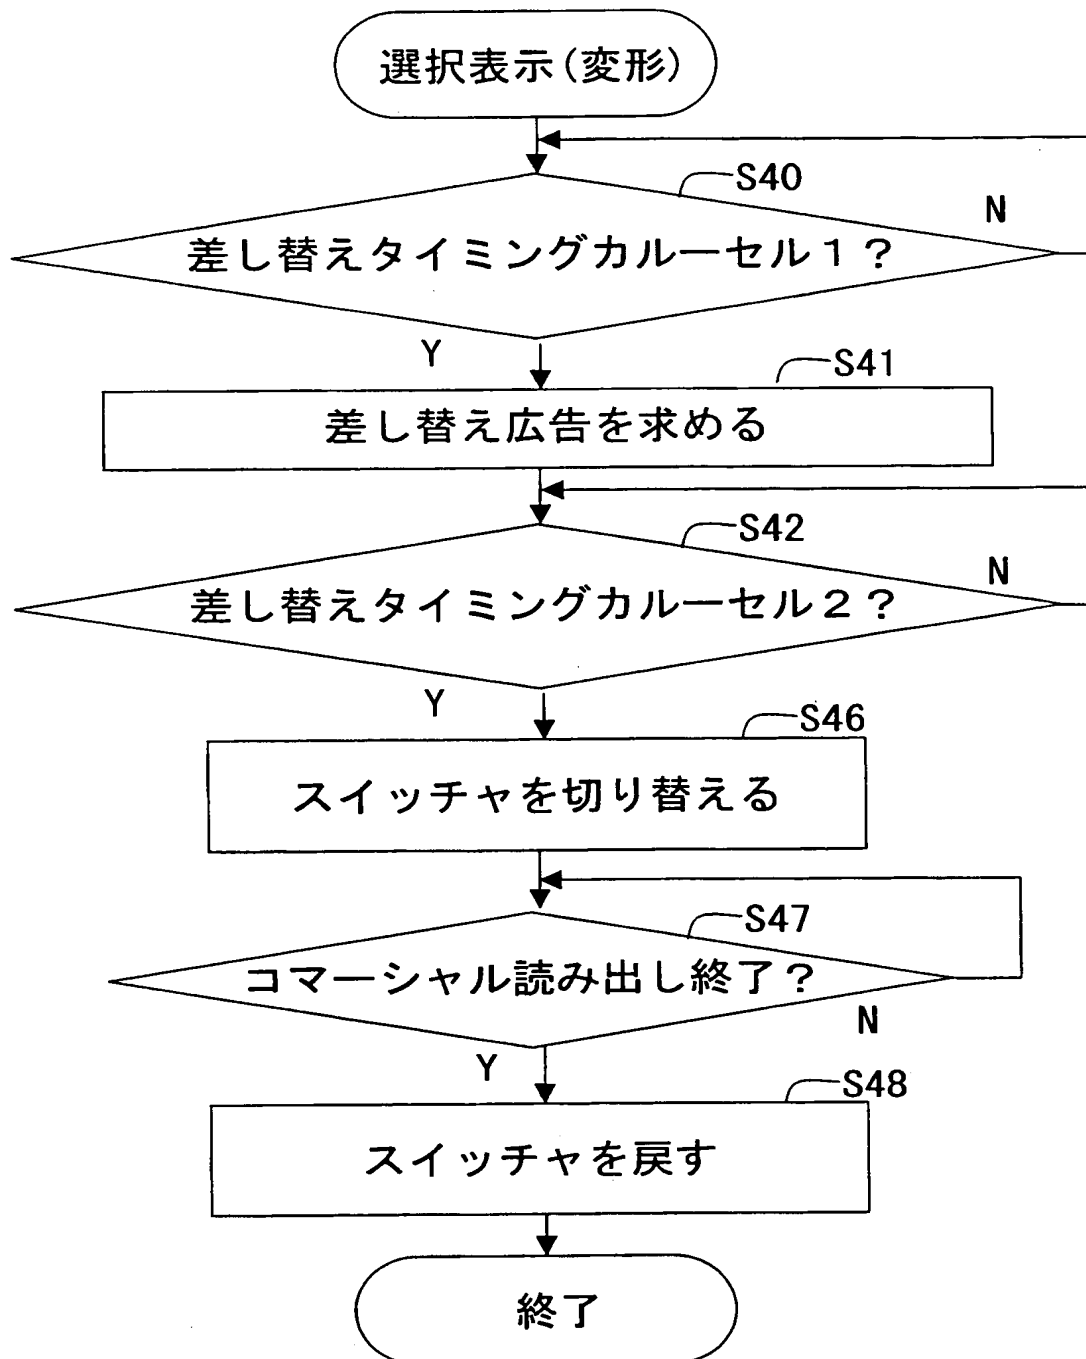 選択表示(変形)
S40
N
差し替えタイミングカルーセル1?
Y
S41
差し替え広告を求める
S42
N
差し替えタイミングカルーセル2?
Y
S46
スイッチャを切り替える
S47
コマーシャル読み出し終了?
N
Y
S48
スイッチャを戻す
終了